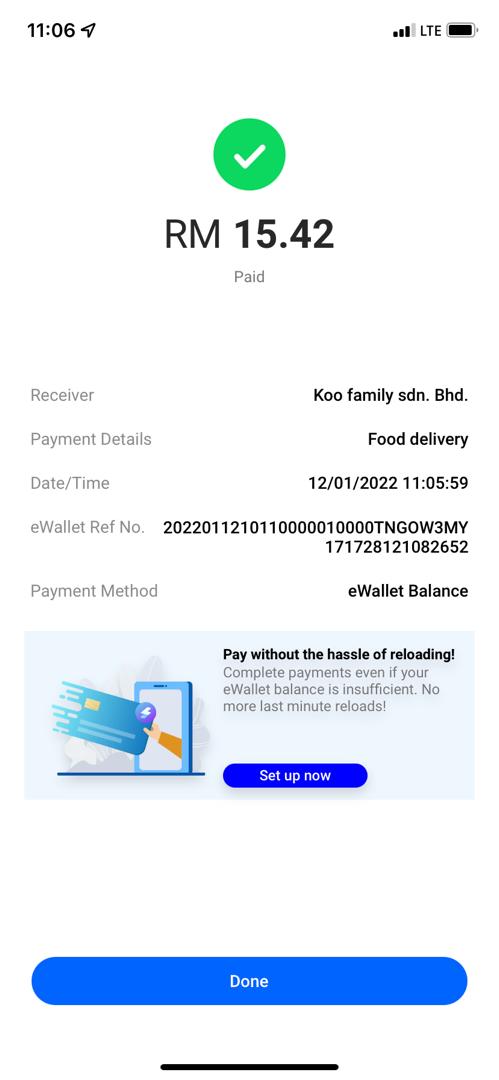 11:06
LTE
RM 15.42
Paid
Receiver Koo family sdn. Bhd.
Payment Details Food delivery
Date/Time 12/01/2022 11:05:59
eWallet Ref No. 2022011210110000010000TNGOW3MY
171728121082652
Payment Method eWallet Balance
Pay without the hassle of reloading!
Complete payments even if your
eWallet balance is insufficient. No
more last minute reloads!
Set up now
Done